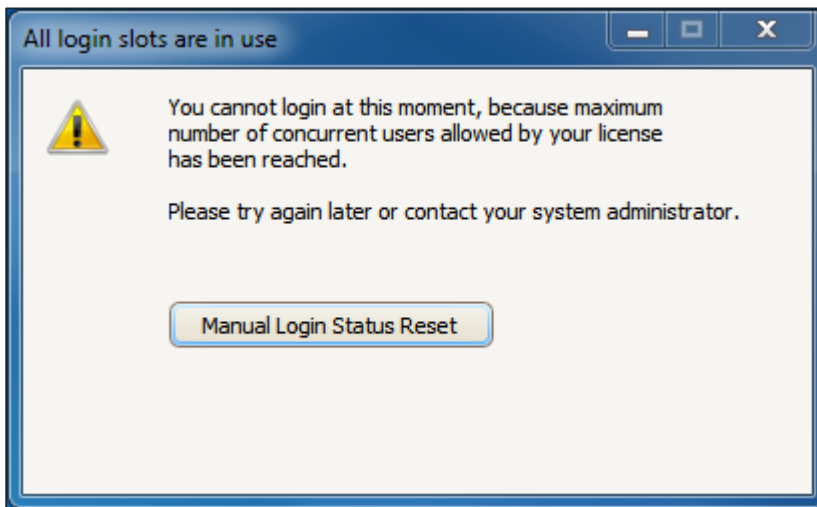 All login slots are in use
You cannot login at this moment, because maximum
number of concurrent users allowed by your license
has been reached.
Please try again later or contact your system administrator.
Manual Login Status Reset